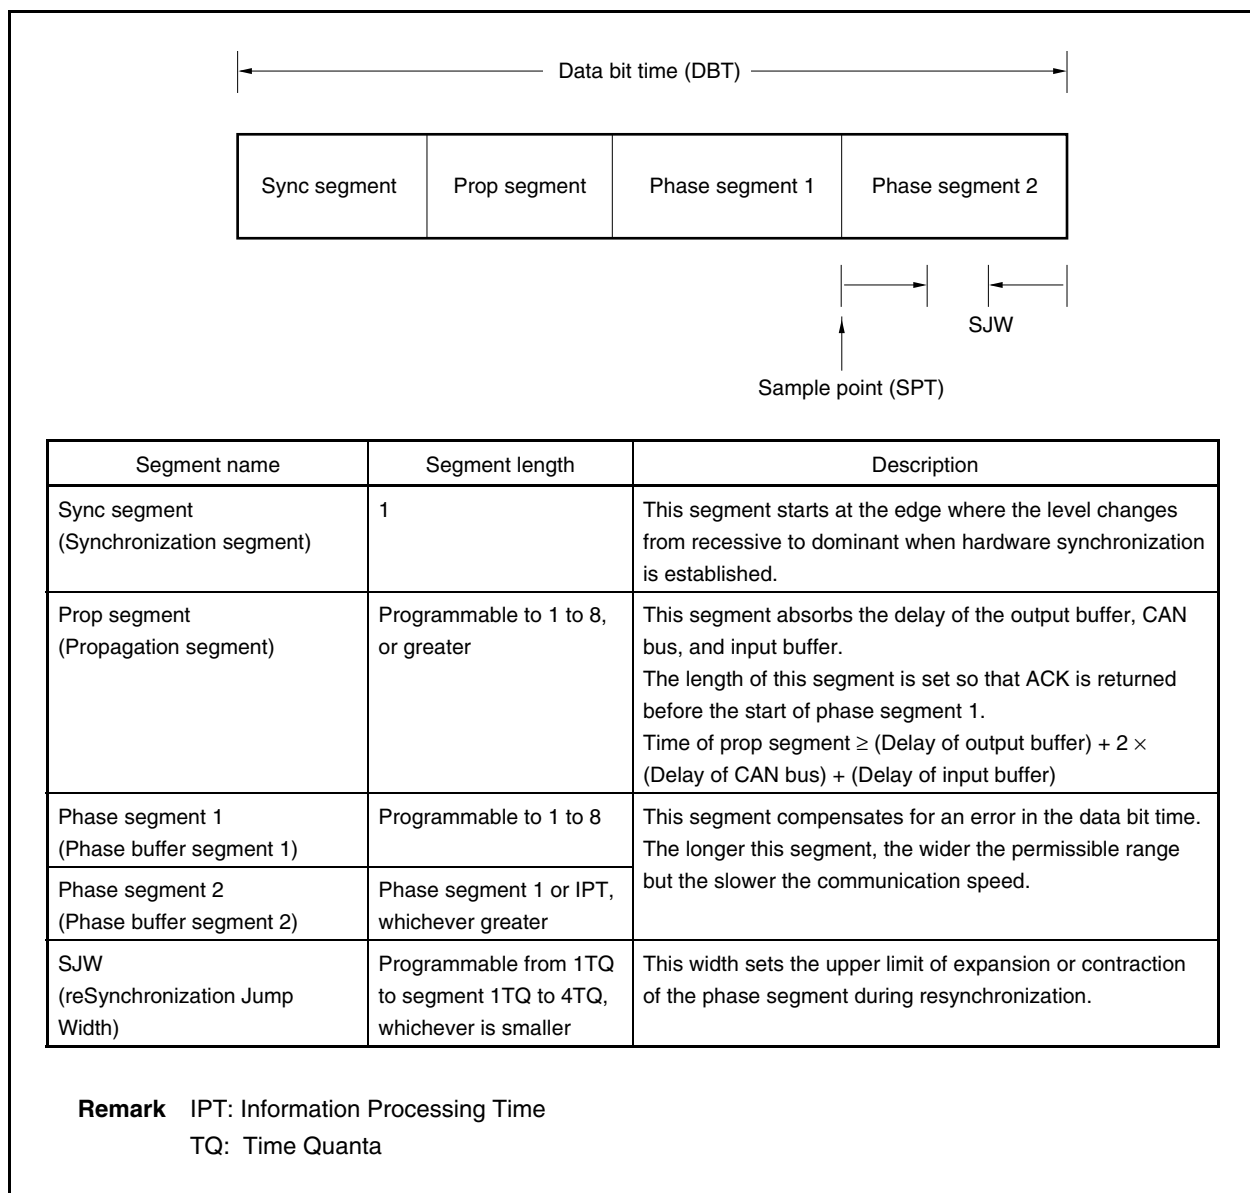 Data bit time (DBT)
Sync segment
Prop segment
Phase segment 1
Phase segment 2
SJW
Sample point (SPT)
Segment name
Segment length
Description
Sync segment
(Synchronization segment)
1
This segment starts at the edge where the level changes
from recessive to dominant when hardware synchronization
is established.
Prop segment
(Propagation segment)
Programmable to 1 to 8,
or greater
This segment absorbs the delay of the output buffer, CAN
bus, and input buffer.
The length of this segment is set so that ACK is returned
before the start of phase segment 1.
Time of prop segment ≥ (Delay of output buffer) + 2 ×
(Delay of CAN bus) + (Delay of input buffer)
Phase segment 1
(Phase buffer segment 1)
Programmable to 1 to 8
This segment compensates for an error in the data bit time.
The longer this segment, the wider the permissible range
but the slower the communication speed.
Phase segment 2
(Phase buffer segment 2)
Phase segment 1 or IPT,
whichever greater
SJW
(reSynchronization Jump
Width)
Programmable from 1TQ
to segment 1TQ to 4TQ,
whichever is smaller
This width sets the upper limit of expansion or contraction
of the phase segment during resynchronization.
Remark IPT: Information Processing Time
TQ: Time Quanta